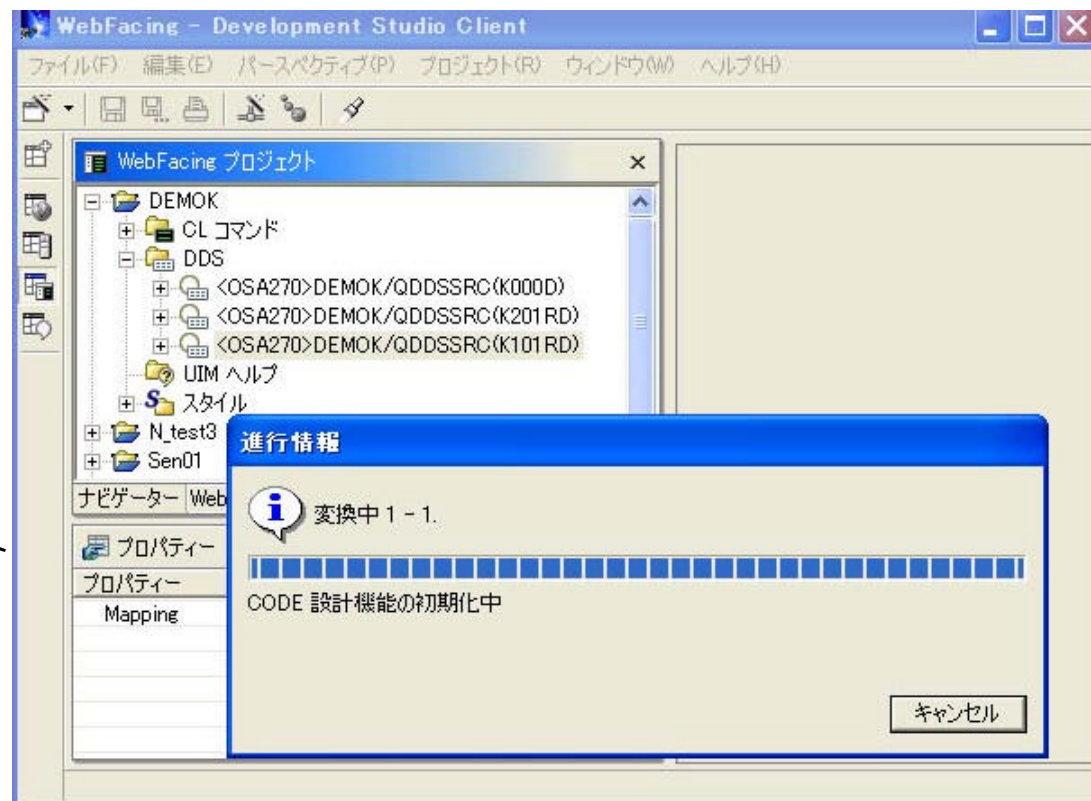 WebFacing - Development Studio Client
ファイル(F) 編集(E) パースペクティブ(P) プロジェクト(R) ウィンドウ(W) ヘルプ(H)
WebFacing プロジェクト
DEMOK
CL コマンド
DDS
<OSA270>DEMOK/QDDSSRC(K000D)
<OSA270>DEMOK/QDDSSRC(K201RD)
<OSA270>DEMOK/QDDSSRC(K101RD)
UIM ヘルプ
スタイル
N_test3
Sen01
ナビゲーター Web
プロパティー
プロパティー
Mapping
進行情報
変換中 1 - 1.
CODE 設計機能の初期化中
キャンセル